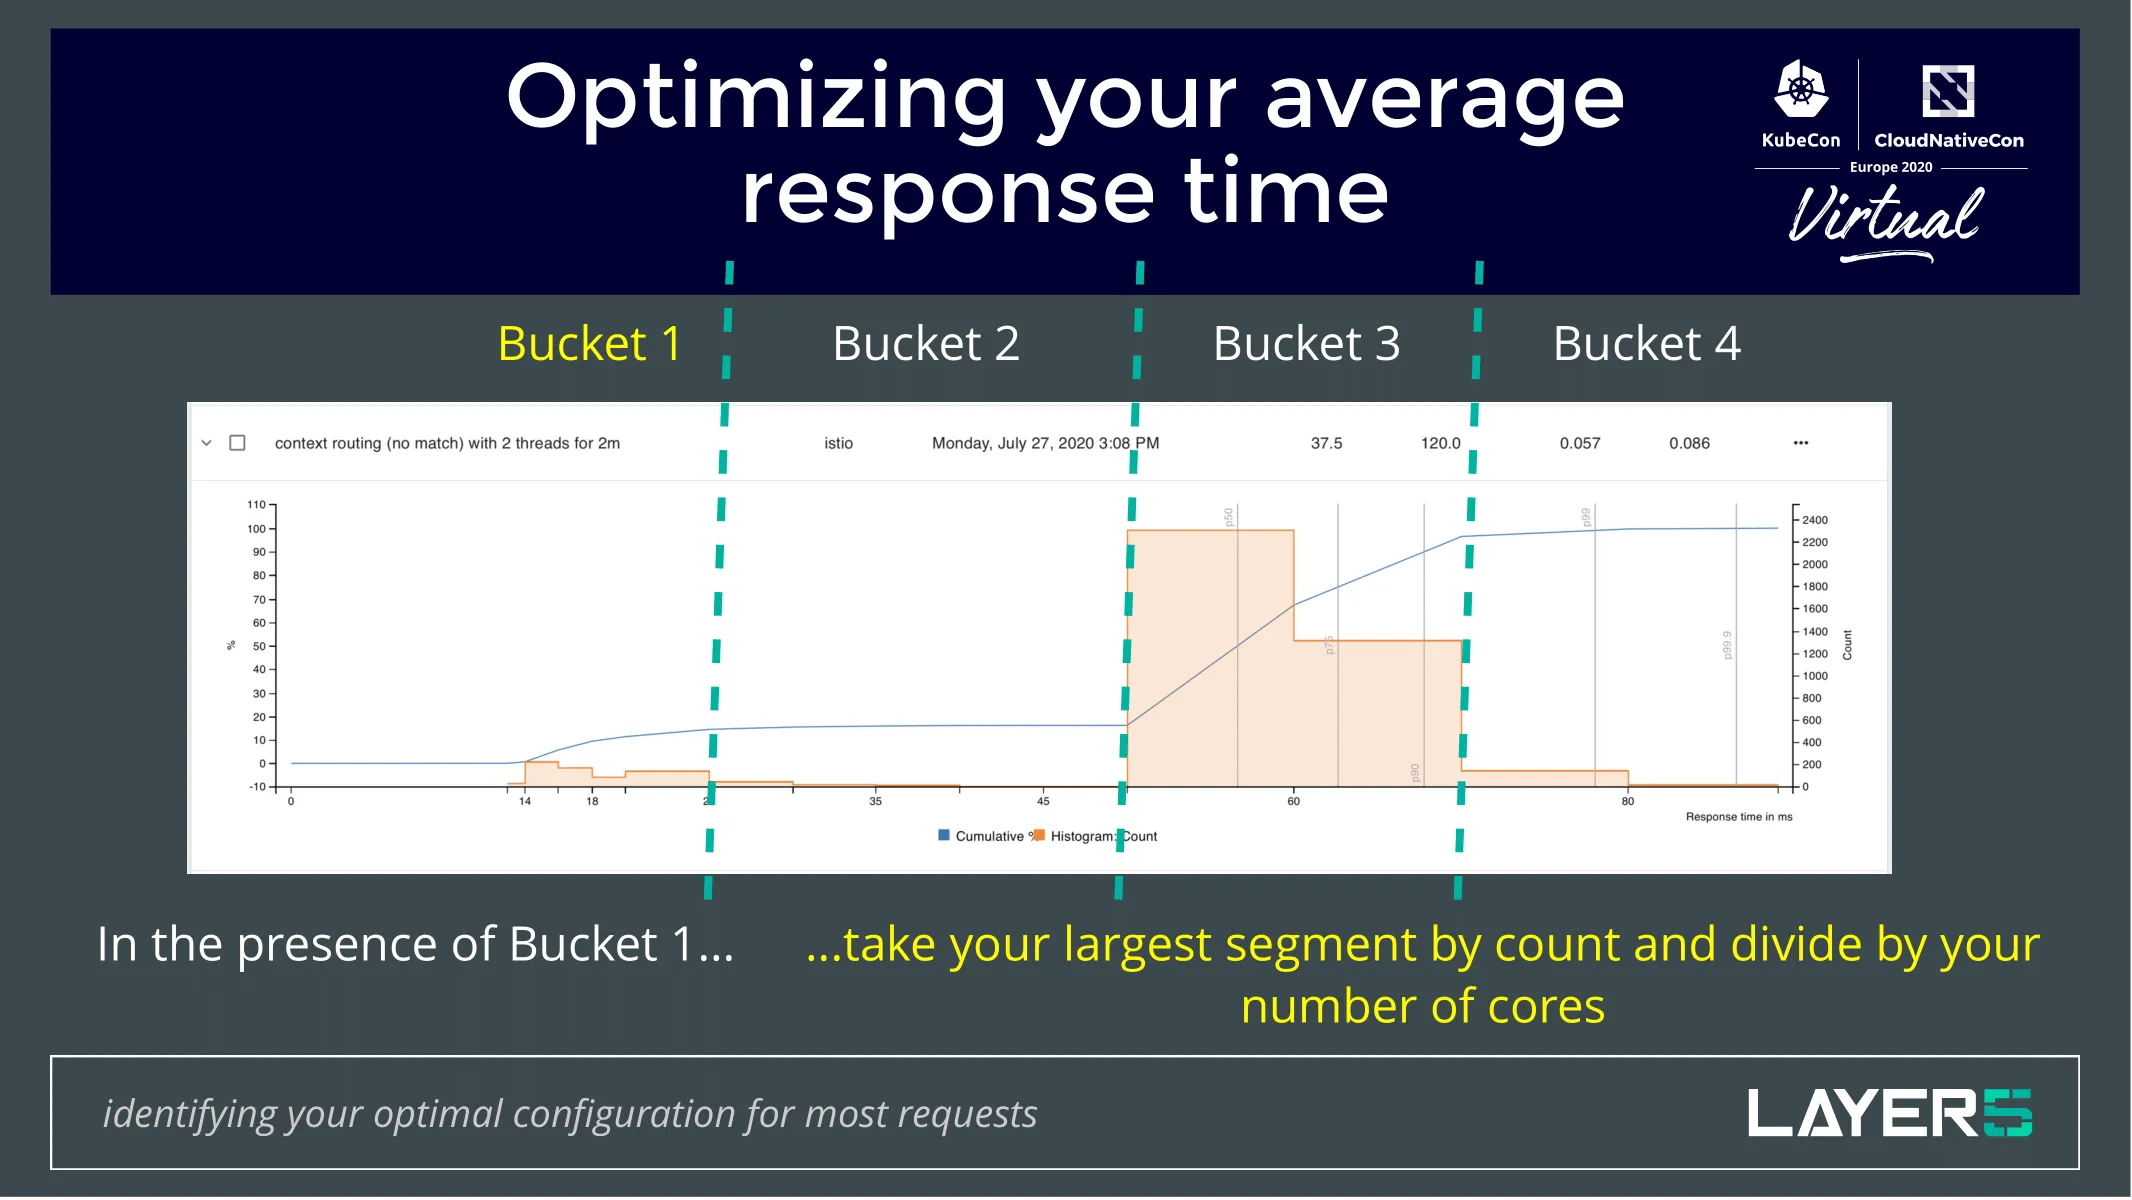 Optimizing your average
response time
KubeCon
CloudNativeCon
Europe 2020
Virtual
Bucket 1
Bucket 2
Bucket 3
Bucket 4
context routing (no match) with 2 threads for 2m
istio
Monday, July 27, 2020 3:08 PM
37.5
120.0
0.057
0.086
110
100
90
80
70
60
50
40
30
20
10
0
-10
%
p50
p75
p90
p99
p99.9
2400
2200
2000
1800
1600
1400
1200
1000
800
600
400
200
0
Count
0
14
18
35
45
60
80
Response time in ms
Cumulative %
Histogram: Count
In the presence of Bucket 1...
...take your largest segment by count and divide by your
number of cores
identifying your optimal configuration for most requests
LAYER5